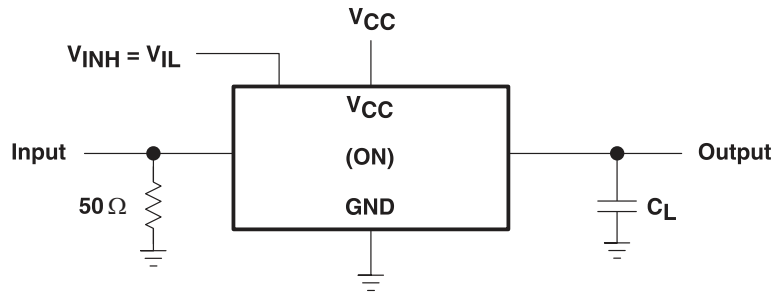 VCC
VINH = VIL
VCC
Input
(ON)
Output
50 Ω
GND
CL